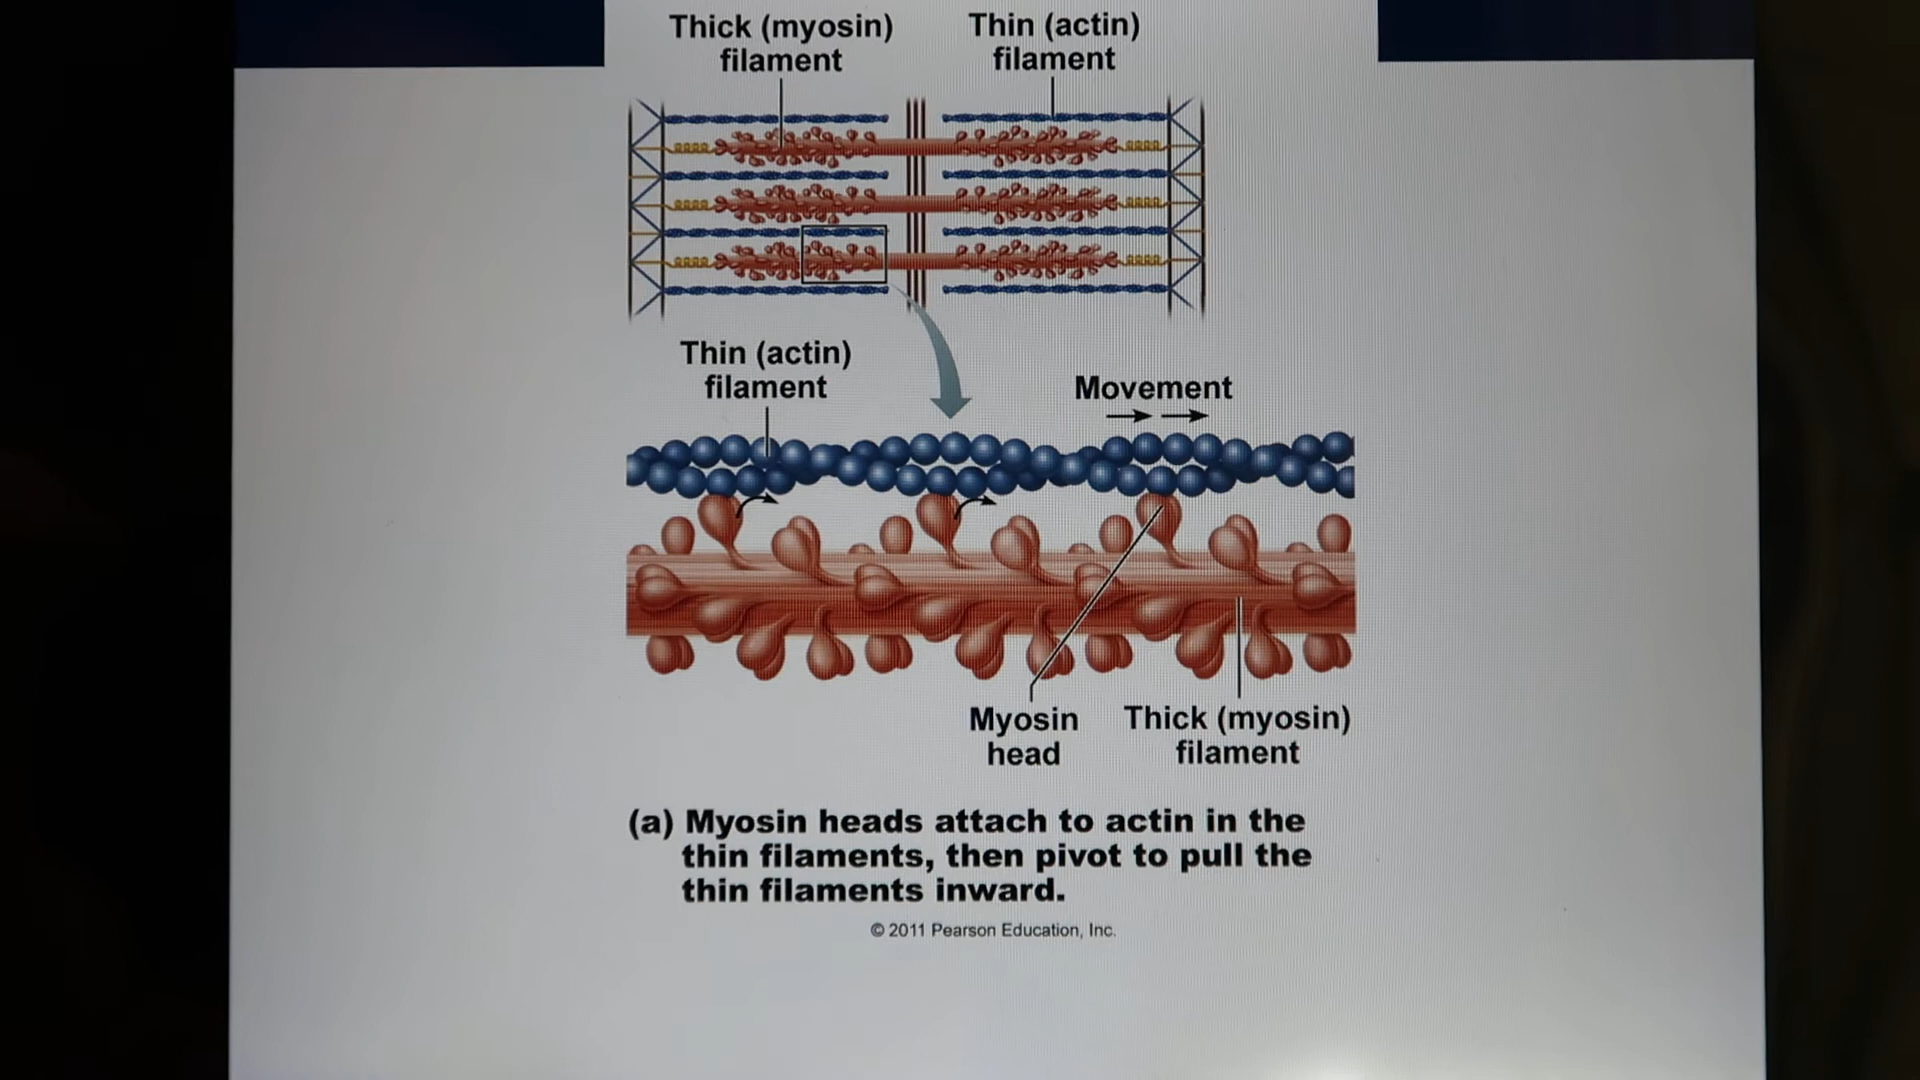 Thick (myosin)
filament
Thin (actin)
filament
Thin (actin)
filament
Movement
Myosin
head
Thick (myosin)
filament
(a) Myosin heads attach to actin in the
thin filaments, then pivot to pull the
thin filaments inward.
© 2011 Pearson Education, Inc.